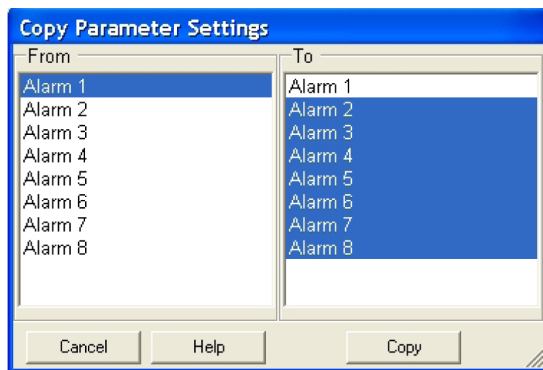 Copy Parameter Settings
From
Alarm 1
Alarm 2
Alarm 3
Alarm 4
Alarm 5
Alarm 6
Alarm 7
Alarm 8
To
Alarm 1
Alarm 2
Alarm 3
Alarm 4
Alarm 5
Alarm 6
Alarm 7
Alarm 8
Cancel
Help
Copy